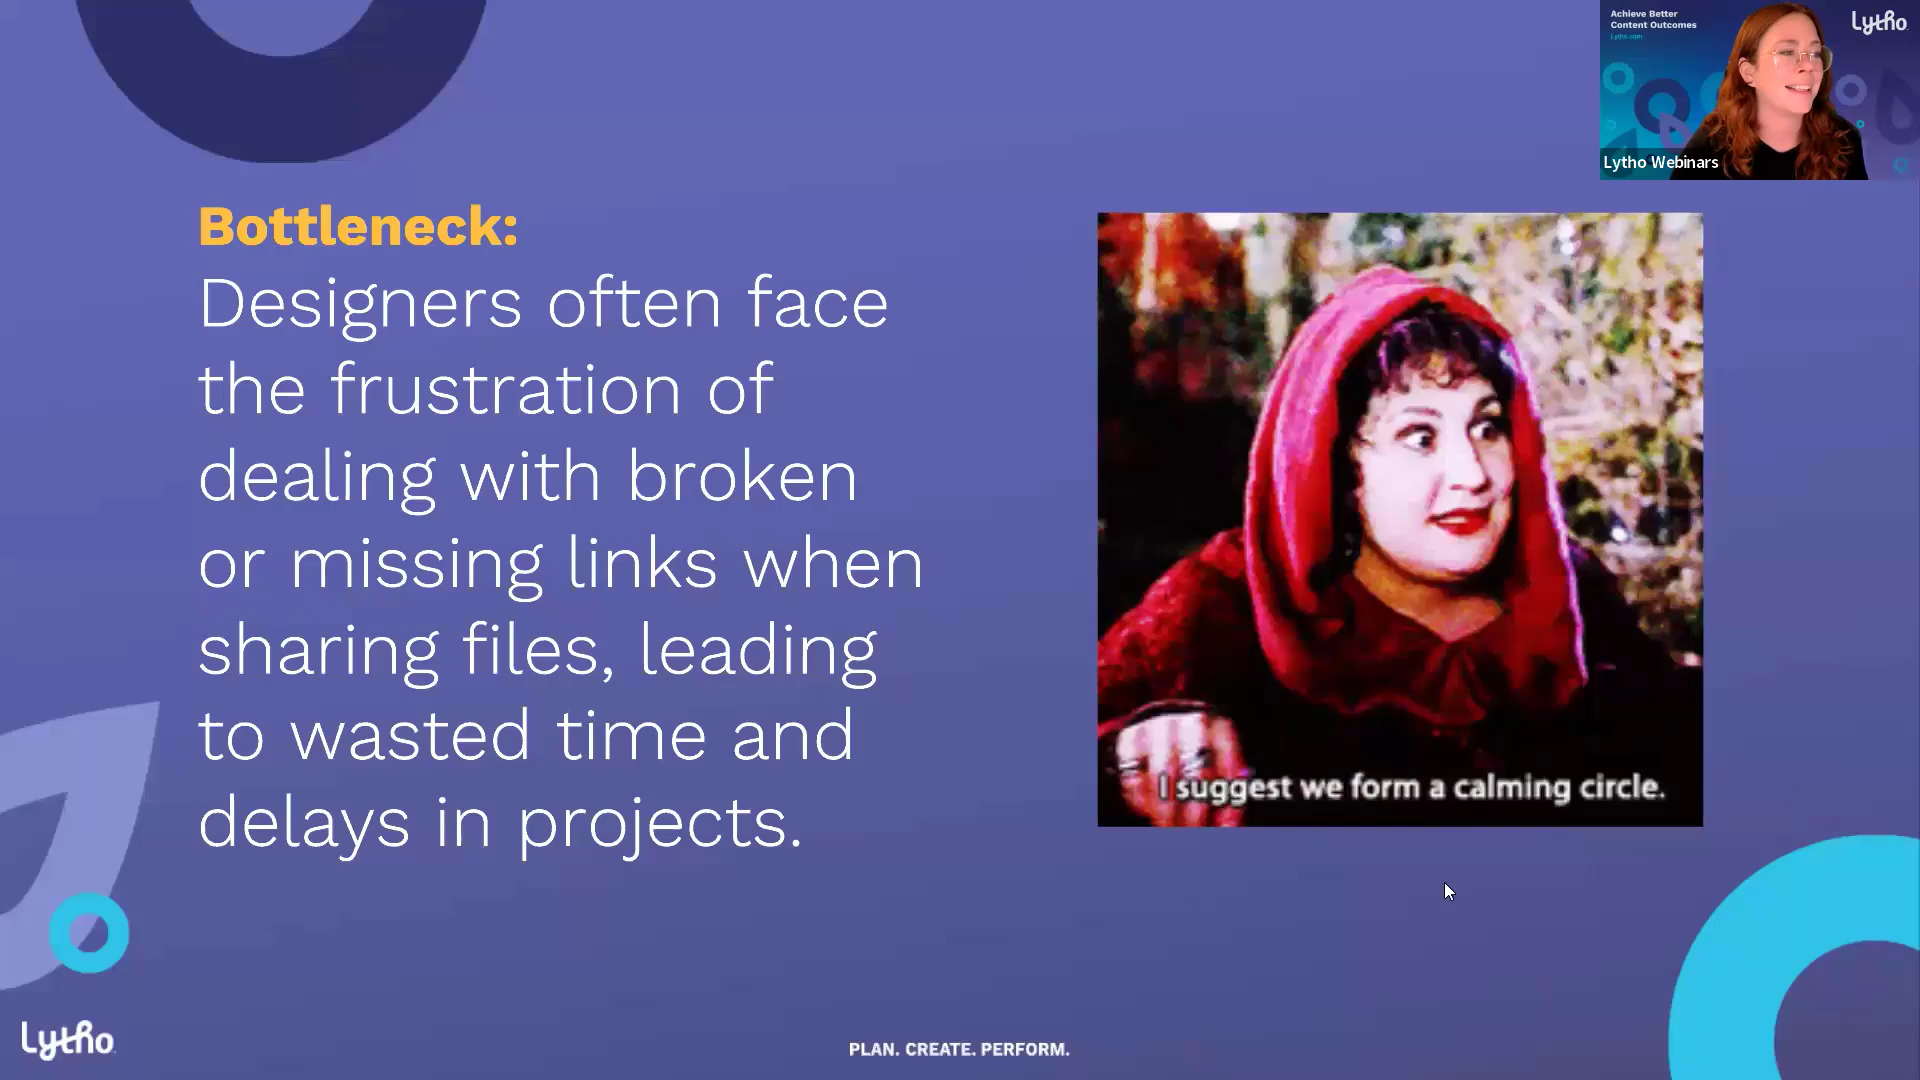 Achieve Better
Content Outcomes
Lytho.com
Lytho
Lytho Webinars
Bottleneck:
Designers often face
the frustration of
dealing with broken
or missing links when
sharing files, leading
to wasted time and
delays in projects.
I suggest we form a calming circle.
Lytho
PLAN. CREATE. PERFORM.